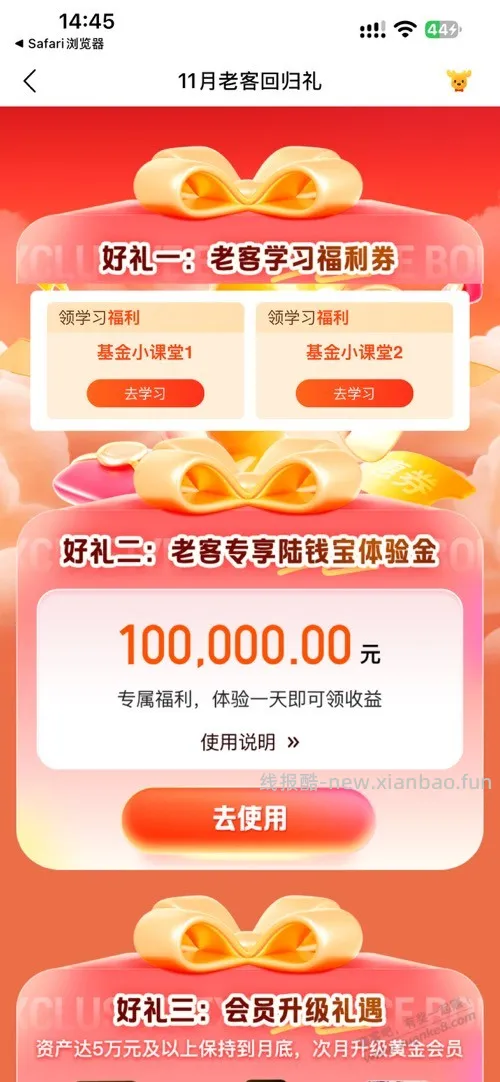 14:45
44
◀ Safari浏览器
11月老客回归礼
好礼一：老客学习福利券
领学习福利
基金小课堂1
去学习
领学习福利
基金小课堂2
去学习
好礼二：老客专享陆钱宝体验金
100,000.00 元
专属福利，体验一天即可领收益
使用说明 »
线报酷-new.xianbao.fun
去使用
好礼三：会员升级礼遇
资产达5万元及以上保持到月底，次月升级黄金会员